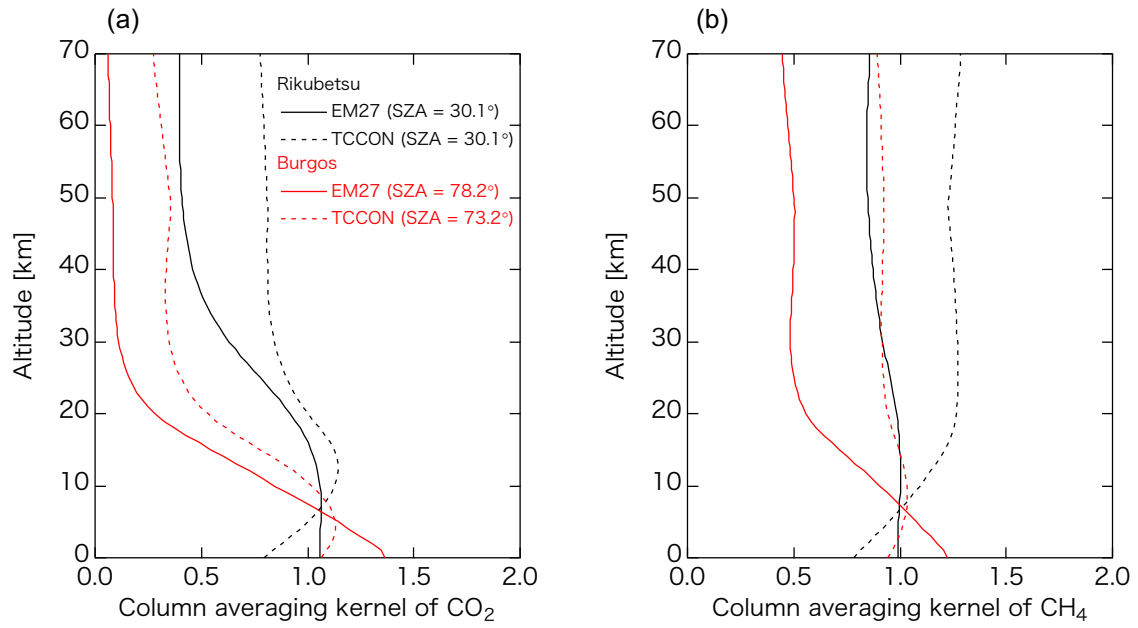 (a)
70
60
50
40
30
20
10
0
Altitude [km]
0.0 0.5 1.0 1.5 2.0
Column averaging kernel of CO₂
Rikubetsu
EM27 (SZA = 30.1°)
TCCON (SZA = 30.1°)
Burgos
EM27 (SZA = 78.2°)
TCCON (SZA = 73.2°)
(b)
70
60
50
40
30
20
10
0
Altitude [km]
0.0 0.5 1.0 1.5 2.0
Column averaging kernel of CH₄